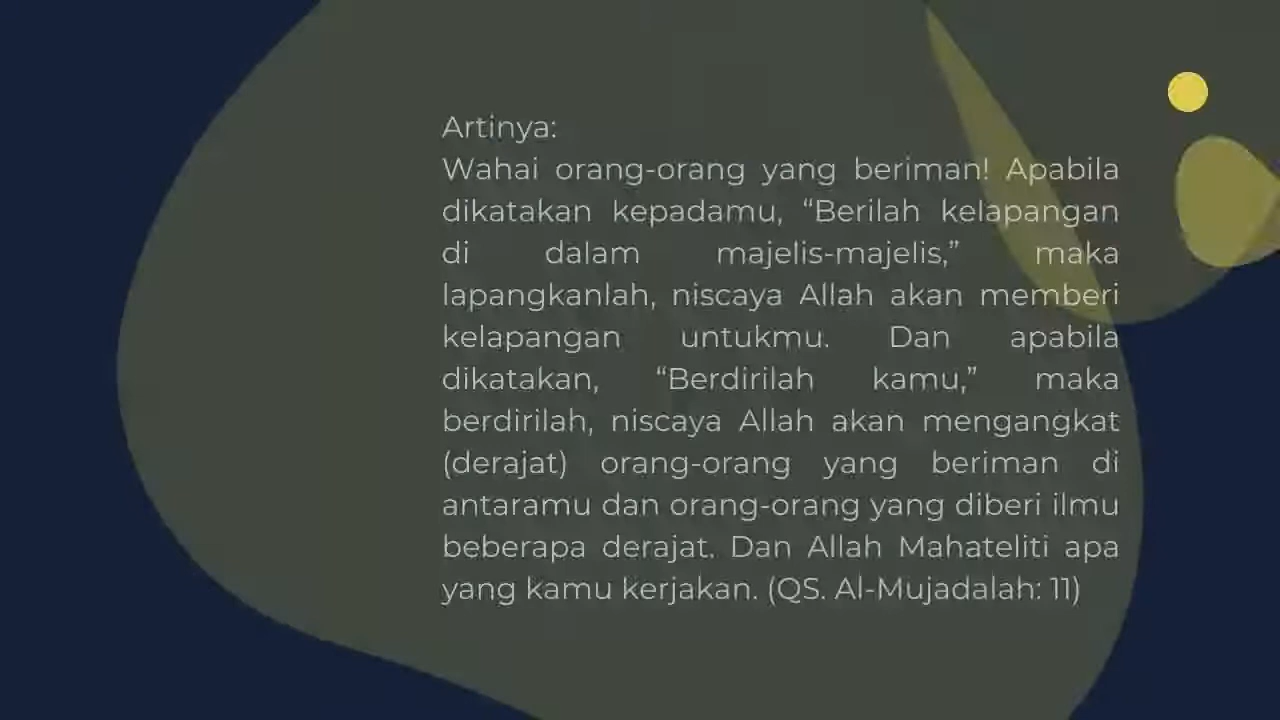 Artinya:
Wahai orang-orang yang beriman! Apabila
dikatakan kepadamu, “Berilah kelapangan
di dalam majelis-majelis,” maka
lapangkanlah, niscaya Allah akan memberi
kelapangan untukmu. Dan apabila
dikatakan, “Berdirilah kamu,” maka
berdirilah, niscaya Allah akan mengangkat
(derajat) orang-orang yang beriman di
antaramu dan orang-orang yang diberi ilmu
beberapa derajat. Dan Allah Mahateliti apa
yang kamu kerjakan. (QS. Al-Mujadalah: 11)